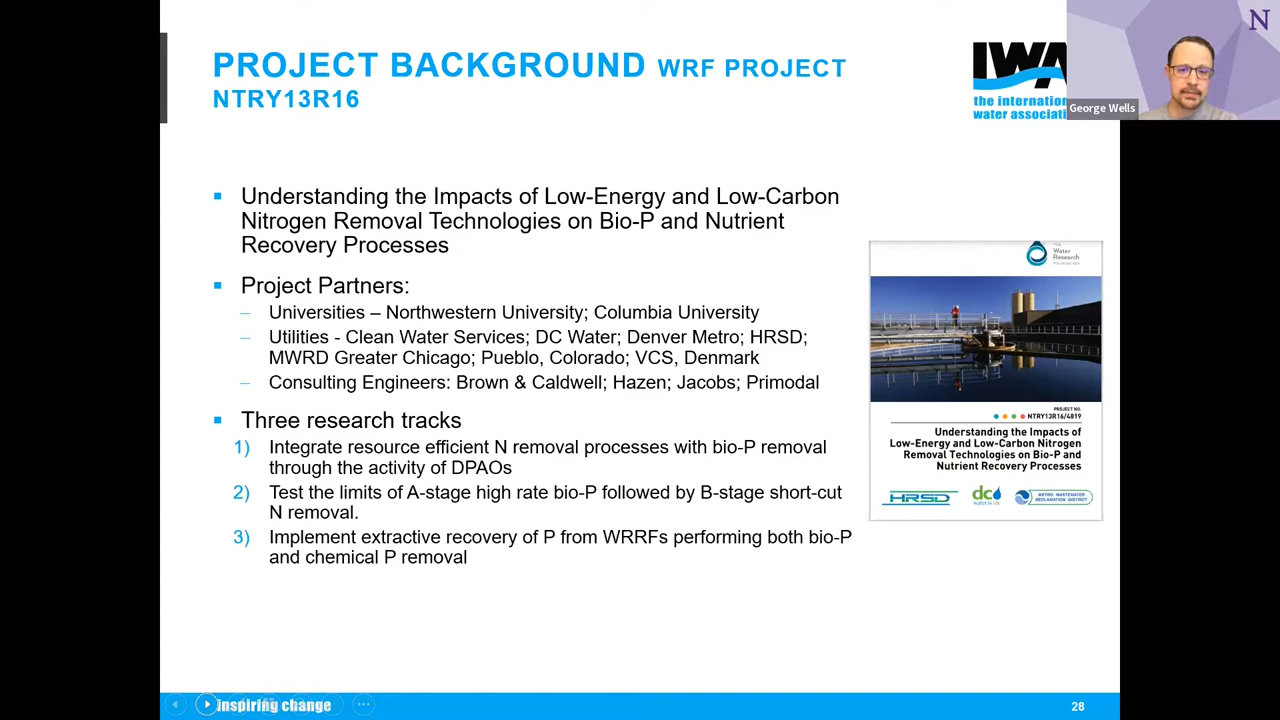 PROJECT BACKGROUND WRF PROJECT
NTRY13R16
IWA
the internation
water associati
N
George Wells
Understanding the Impacts of Low-Energy and Low-Carbon
Nitrogen Removal Technologies on Bio-P and Nutrient
Recovery Processes
Project Partners:
– Universities – Northwestern University; Columbia University
– Utilities - Clean Water Services; DC Water; Denver Metro; HRSD;
MWRD Greater Chicago; Pueblo, Colorado; VCS, Denmark
– Consulting Engineers: Brown & Caldwell; Hazen; Jacobs; Primodal
Three research tracks
1) Integrate resource efficient N removal processes with bio-P removal
through the activity of DPAOs
2) Test the limits of A-stage high rate bio-P followed by B-stage short-cut
N removal.
3) Implement extractive recovery of P from WRRFs performing both bio-P
and chemical P removal
Water
Research
PROJECT NO.
NTRY13R16/4819
Understanding the Impacts of
Low-Energy and Low-Carbon Nitrogen
Removal Technologies on Bio-P and
Nutrient Recovery Processes
HRSD
dc
water is life
METRO WASTEWATER
RECLAMATION DISTRICT
inspiring change
28